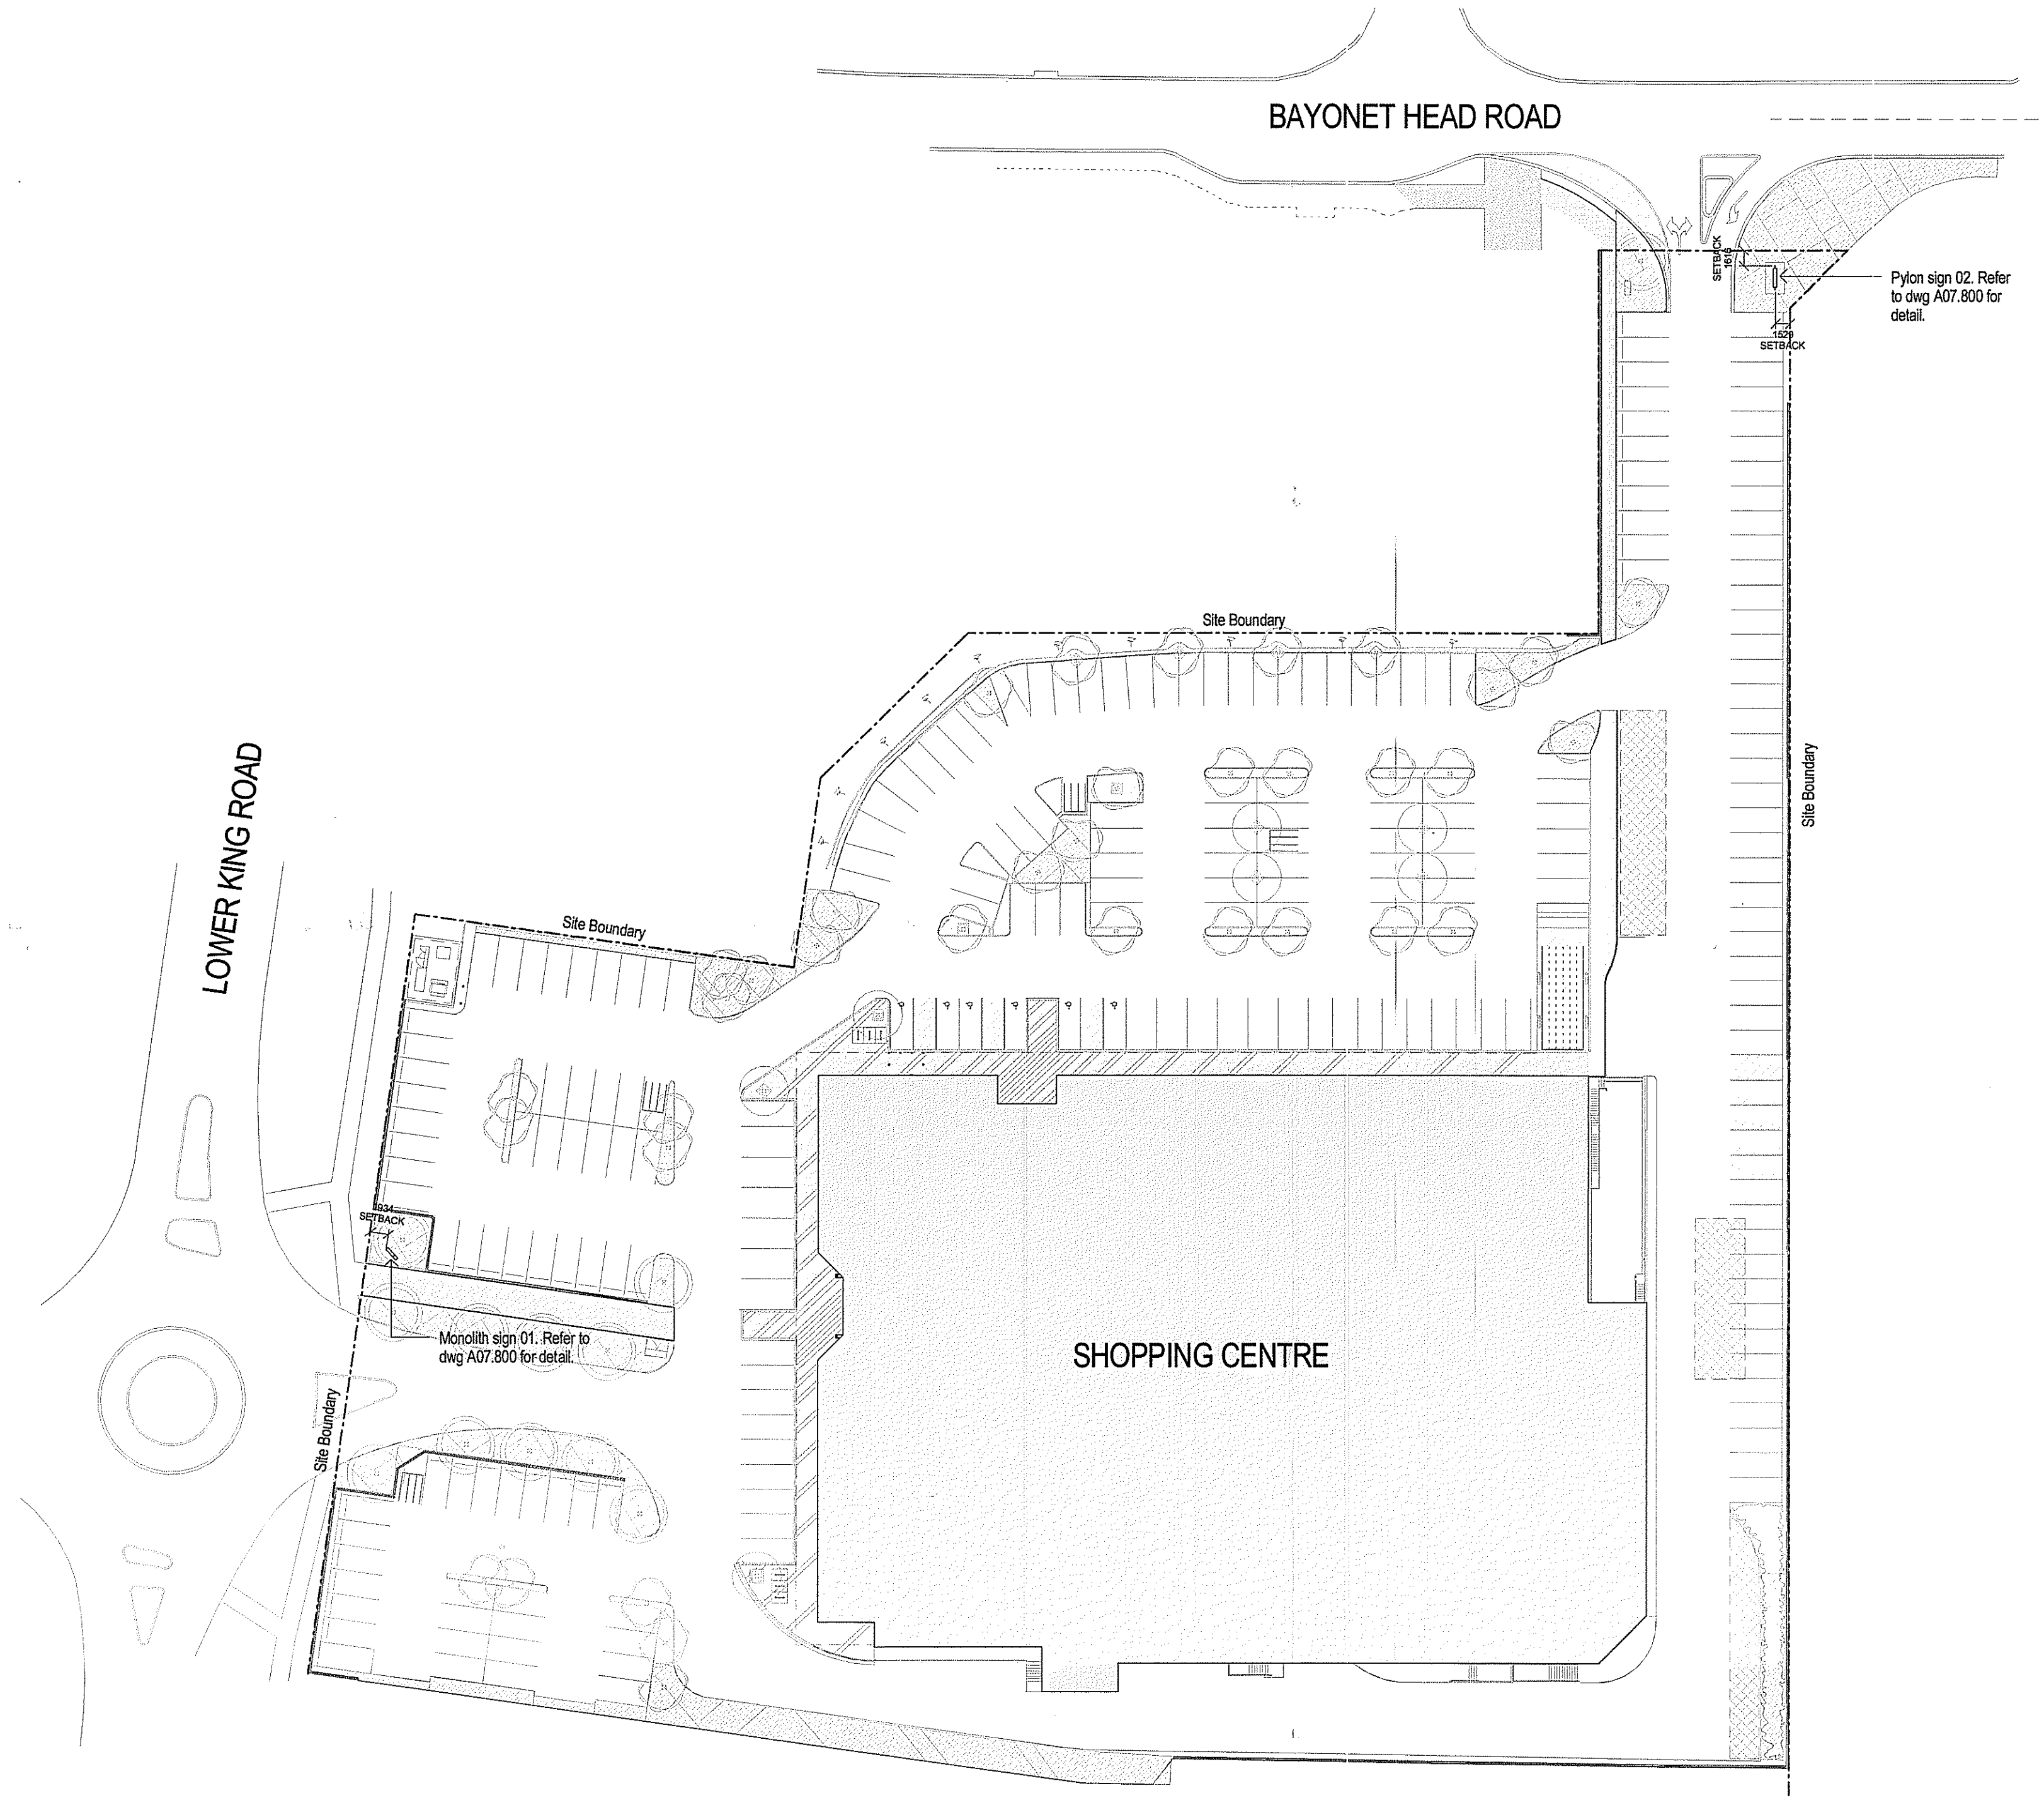 BAYONET HEAD ROAD
SETBACK
1616
Pylon sign 02. Refer
to dwg A07.800 for
detail.
1529
SETBACK
Site Boundary
Site Boundary
LOWER KING ROAD
Site Boundary
SETBACK
Monolith sign 01. Refer to
dwg A07.800 for detail.
SHOPPING CENTRE
Site Boundary